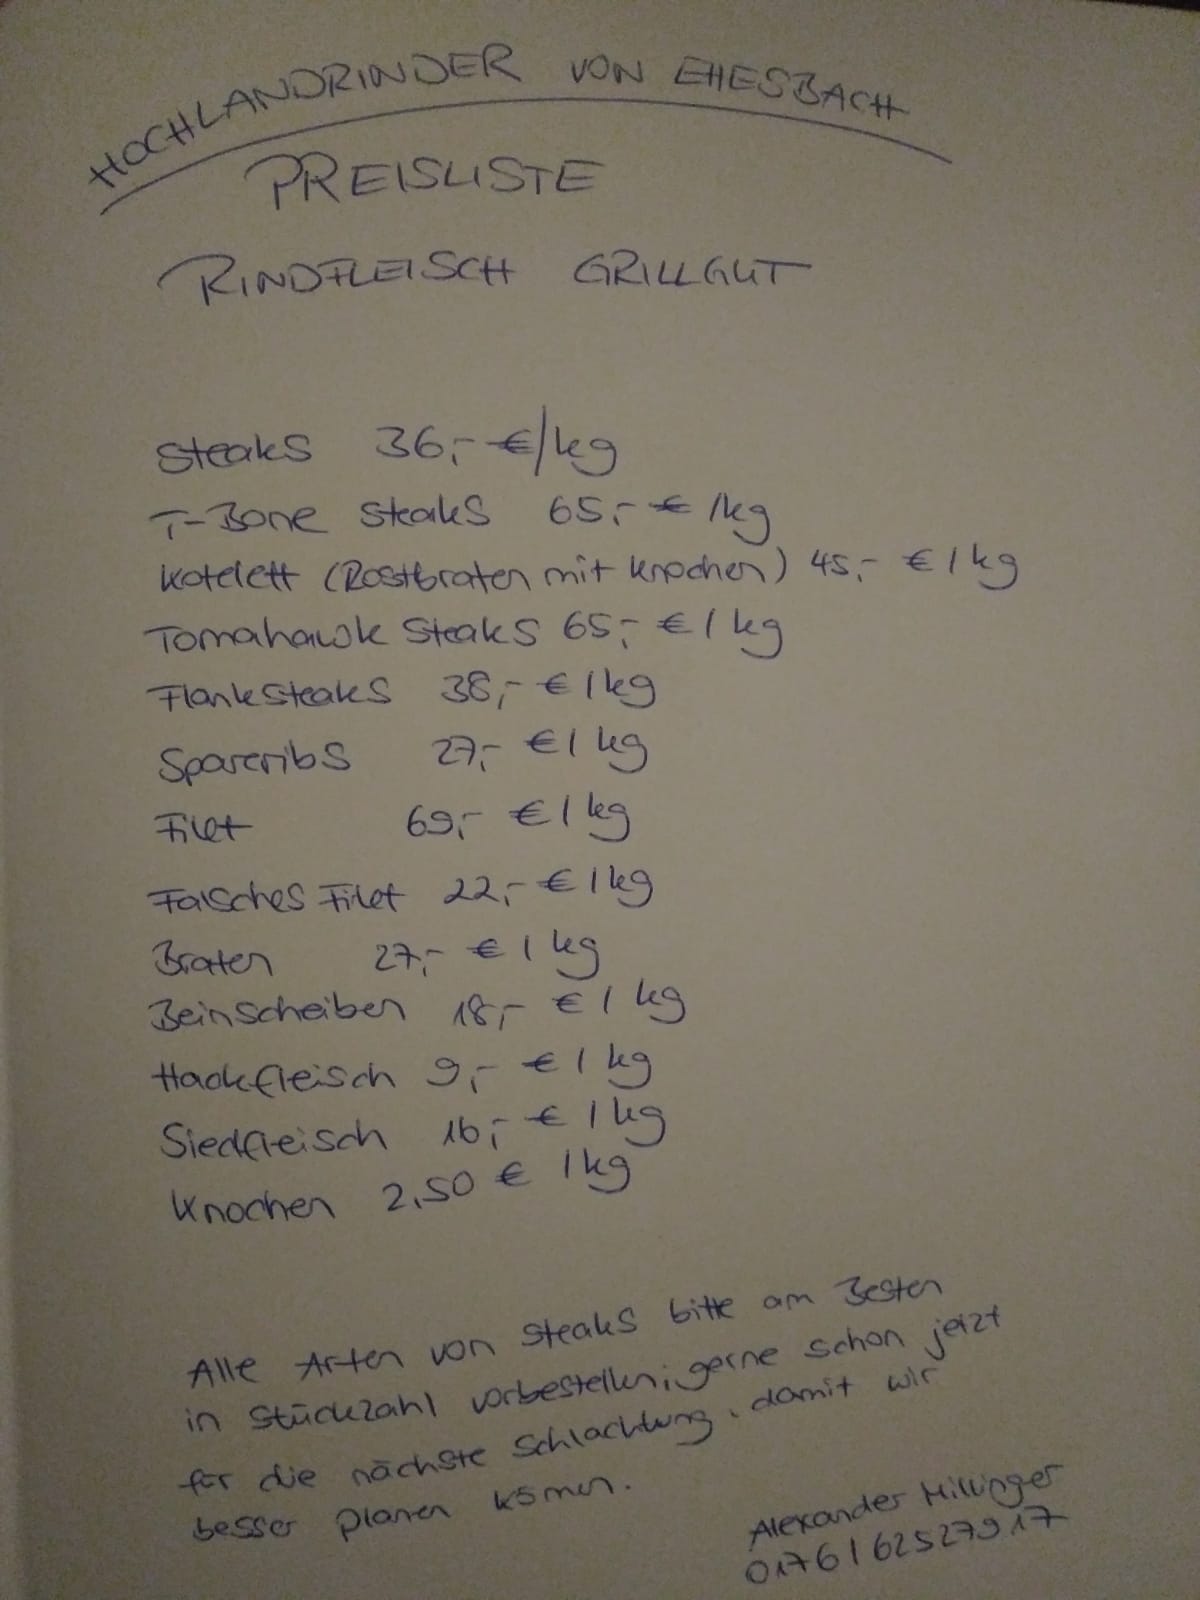 HOCHLANDRINDER VON EHESBACH
PREISLISTE
RINDFLEISCH GRILLGUT
Steaks 36,- €/kg
T-Bone Steaks 65,- €/kg
Kotelett (Rostbraten mit Knochen) 45,- €/kg
Tomahawk Steaks 65,- €/kg
Flanksteaks 38,- €/kg
Spareribs 27,- €/kg
Filet 69,- €/kg
Falsches Filet 22,- €/kg
Braten 27,- €/kg
Beinscheiben 18,- €/kg
Hackfleisch 9,- €/kg
Siedfleisch 16,- €/kg
Knochen 2,50 €/kg
Alle Arten von Steaks bitte am Besten
in Stückzahl vorbestellen, gerne schon jetzt
für die nächste Schlachtung, damit wir
besser planen können.
Alexander Millinger
0176/62527917